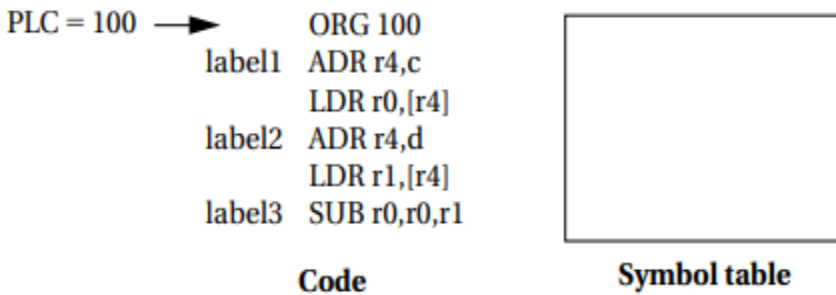 PLC = 100 ORG 100
label1 ADR r4,c
LDR r0,[r4]
label2 ADR r4,d
LDR r1,[r4]
label3 SUB r0,r0,r1
Code
Symbol table